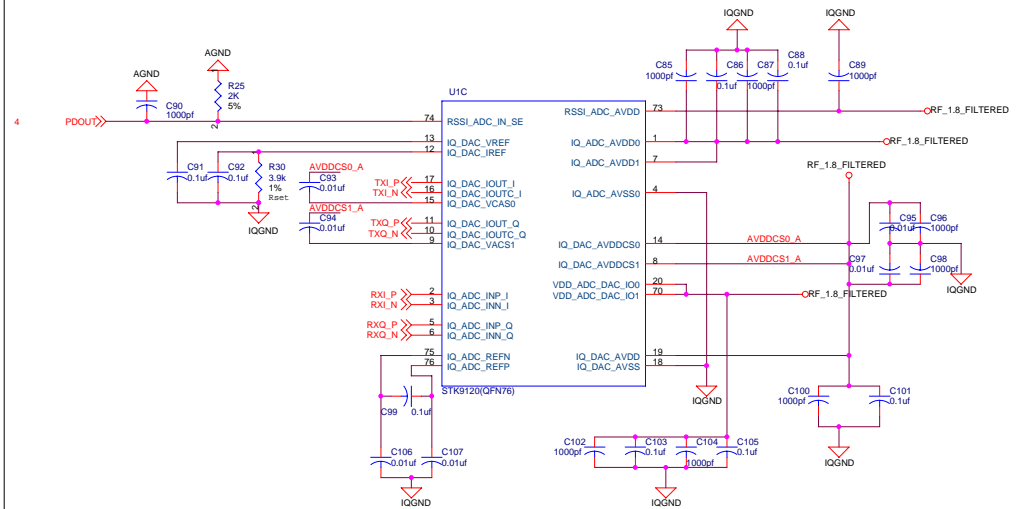 IQGND
IQGND
AGND
AGND
R25
2K
5%
2
C90
1000pf
4
PDOUT
U1C
C85
1000pf
C86
0.1uf
C87
1000pf
C88
0.1uf
C89
1000pf
74
RSSI_ADC_IN_SE
RSSI_ADC_AVDD
73
RF_1.8_FILTERED
13
IQ_DAC_VREF
12
IQ_DAC_IREF
IQ_ADC_AVDD0
1
RF_1.8_FILTERED
IQ_ADC_AVDD1
7
C91
0.1uf
C92
0.1uf
1
R30
3.9k
1%
Rset
2
IQGND
AVDDCS0_A
C93
0.01uf
AVDDCS1_A
C94
0.01uf
TXI_P
17
IQ_DAC_IOUT_I
TXI_N
16
IQ_DAC_IOUTC_I
15
IQ_DAC_VCAS0
TXQ_P
11
IQ_DAC_IOUT_Q
TXQ_N
10
IQ_DAC_IOUTC_Q
9
IQ_DAC_VACS1
IQ_ADC_AVSS0
4
RF_1.8_FILTERED
IQ_DAC_AVDDCS0
14
AVDDCS0_A
IQ_DAC_AVDDCS1
8
AVDDCS1_A
C95
0.01uf
C96
1000pf
C97
0.01uf
C98
1000pf
IQGND
VDD_ADC_DAC_IO0
20
VDD_ADC_DAC_IO1
70
RF_1.8_FILTERED
RXI_P
2
IQ_ADC_INP_I
RXI_N
3
IQ_ADC_INN_I
RXQ_P
5
IQ_ADC_INP_Q
RXQ_N
6
IQ_ADC_INN_Q
75
IQ_ADC_REFN
76
IQ_ADC_REFP
IQ_DAC_AVDD
19
IQ_DAC_AVSS
18
STK9120(QFN76)
IQGND
C99
0.1uf
C100
1000pf
C101
0.1uf
IQGND
C106
0.01uf
C107
0.01uf
IQGND
C102
1000pf
C103
0.1uf
C104
1000pf
C105
0.1uf
IQGND